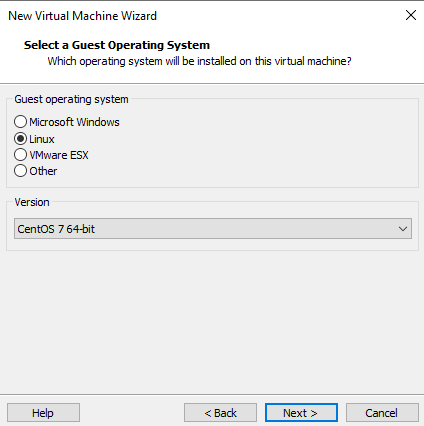 New Virtual Machine Wizard
Select a Guest Operating System
Which operating system will be installed on this virtual machine?
Guest operating system
Microsoft Windows
Linux
VMware ESX
Other
Version
CentOS 7 64-bit
Help
< Back
Next >
Cancel